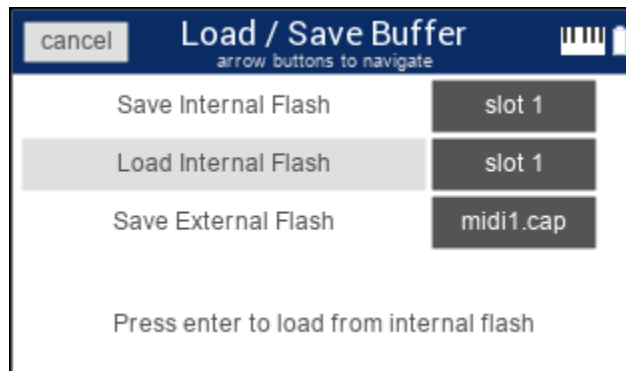 cancel
Load / Save Buffer
arrow buttons to navigate
Save Internal Flash slot 1
Load Internal Flash slot 1
Save External Flash midi1.cap
Press enter to load from internal flash